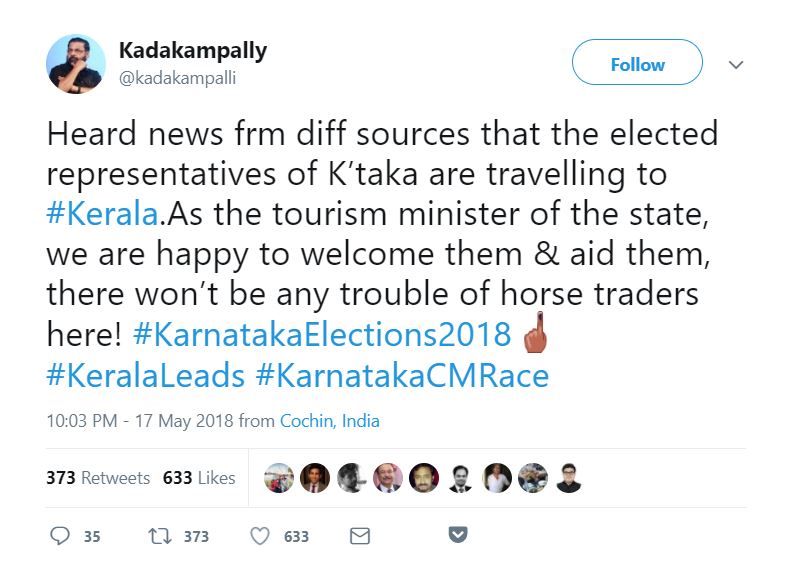 Kadakampally
@kadakampalli
Follow
Heard news frm diff sources that the elected
representatives of K’taka are travelling to
#Kerala.As the tourism minister of the state,
we are happy to welcome them & aid them,
there won’t be any trouble of horse traders
here! #KarnatakaElections2018
#KeralaLeads #KarnatakaCMRace
10:03 PM - 17 May 2018 from Cochin, India
373 Retweets 633 Likes
35 373 633